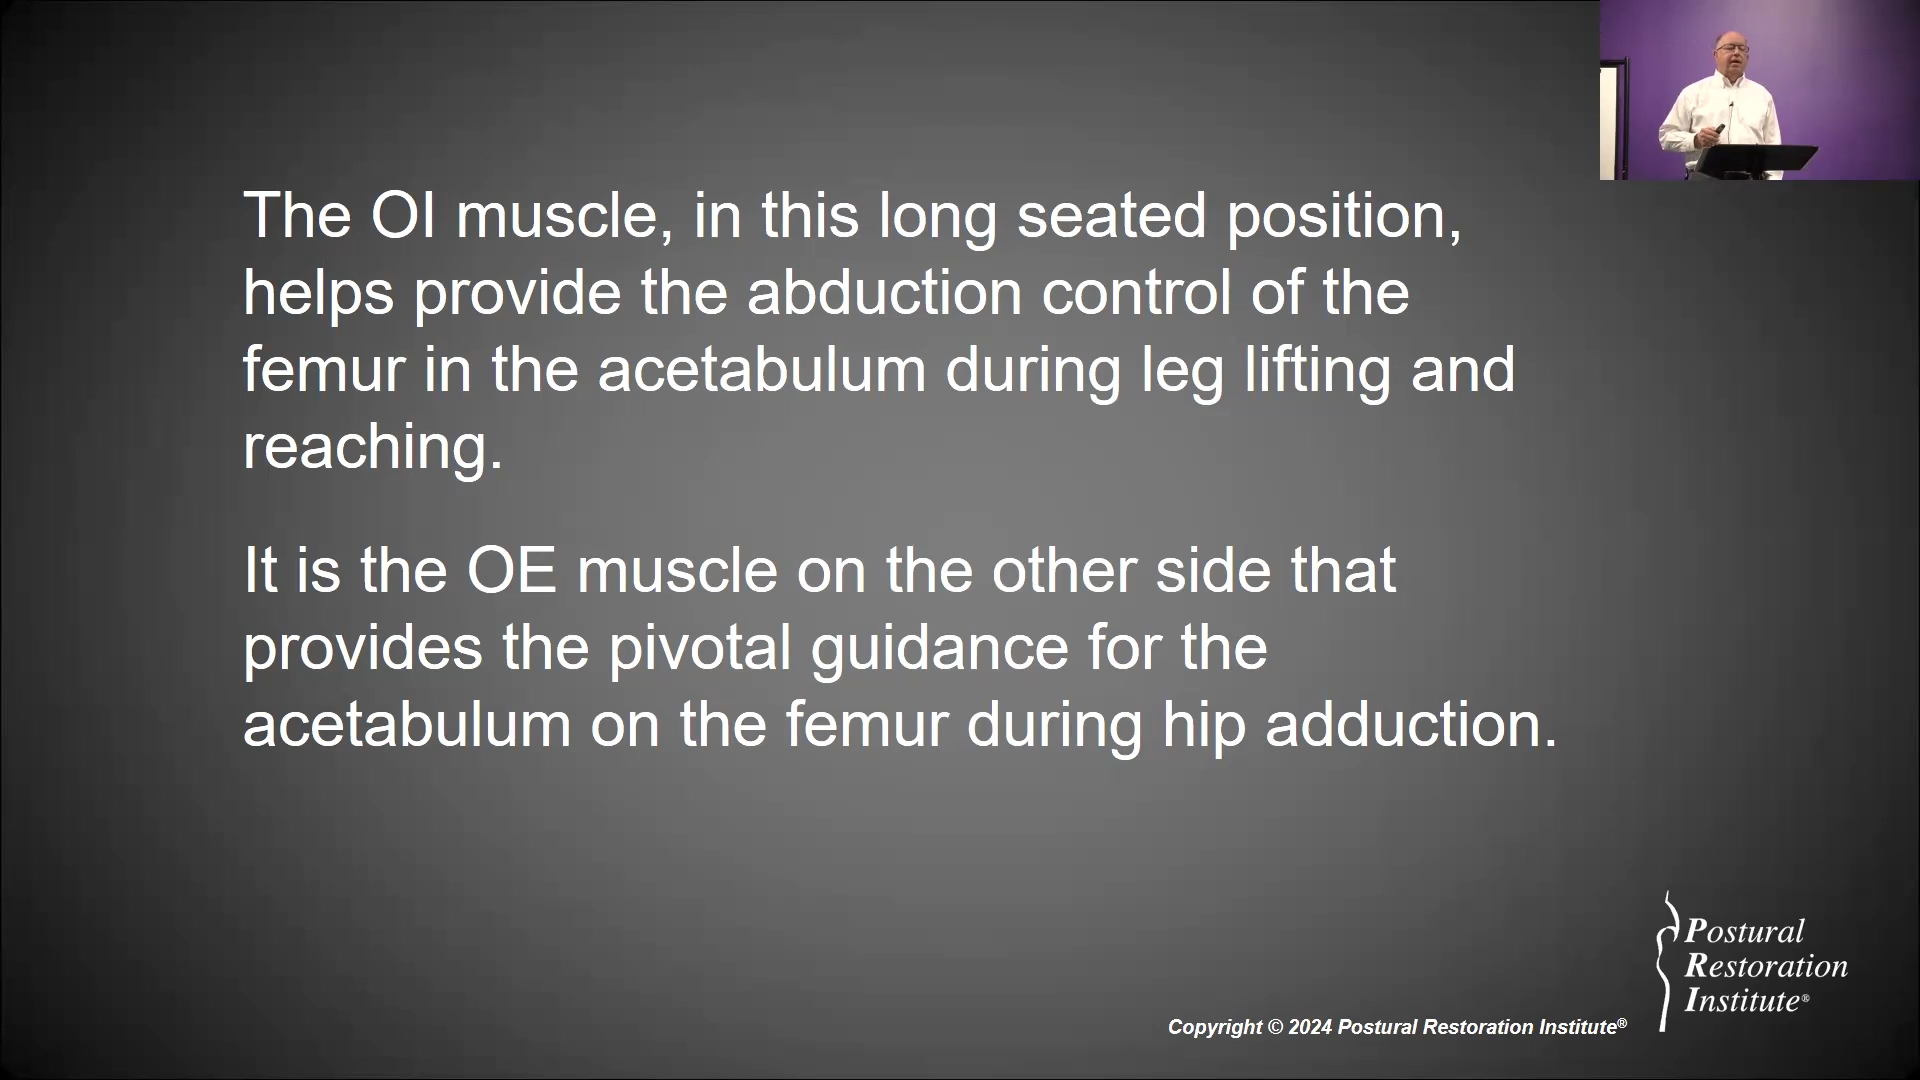 The OI muscle, in this long seated position,
helps provide the abduction control of the
femur in the acetabulum during leg lifting and
reaching.
It is the OE muscle on the other side that
provides the pivotal guidance for the
acetabulum on the femur during hip adduction.
Postural
Restoration
Institute®
Copyright © 2024 Postural Restoration Institute®